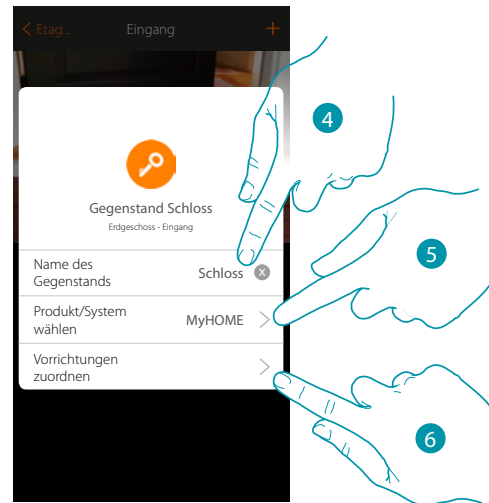 < Etag... Eingang +
4
Gegenstand Schloss
Erdgeschoss - Eingang
5
Name des
Gegenstands
Schloss x
Produkt/System
wählen
MyHOME >
Vorrichtungen
zuordnen
>
6